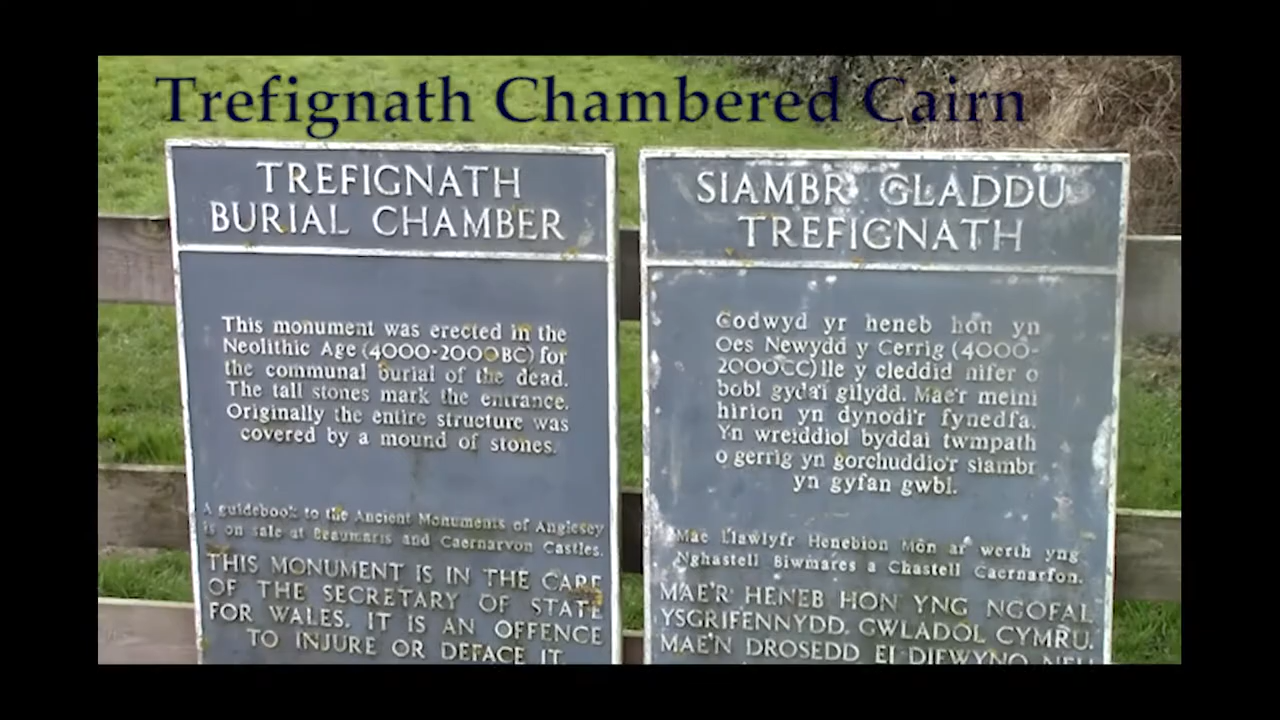 Trefignath Chambered Cairn
TREFIGNATH
BURIAL CHAMBER
This monument was erected in the
Neolithic Age (4000-2000BC) for
the communal burial of the dead.
The tall stones mark the entrance.
Originally the entire structure was
covered by a mound of stones.
A guidebook to the Ancient Monuments of Anglesey
is on sale at Beaumaris and Caernarvon Castles.
THIS MONUMENT IS IN THE CARE
OF THE SECRETARY OF STATE
FOR WALES. IT IS AN OFFENCE
TO INJURE OR DEFACE IT.
SIAMBR GLADDU
TREFIGNATH
Codwyd yr heneb hon yn
Oes Newydd y Cerrig (4000-
2000CC) lle y cleddid nifer o
bobl gyda'i gilydd. Mae'r meini
hirion yn dynodi'r fynedfa.
Yn wreiddiol byddai twmpath
o gerrig yn gorchuddio'r siambr
yn gyfan gwbl.
Mae Llawlyfr Henebion Môn ar werth yng
Nghastell Biwmares a Chastell Caernarfon.
MAE'R HENEB HON YNG NGOFAL
YSGRIFENNYDD GWLADOL CYMRU.
MAE'N DROSEDD EI DIFWYNO NEU